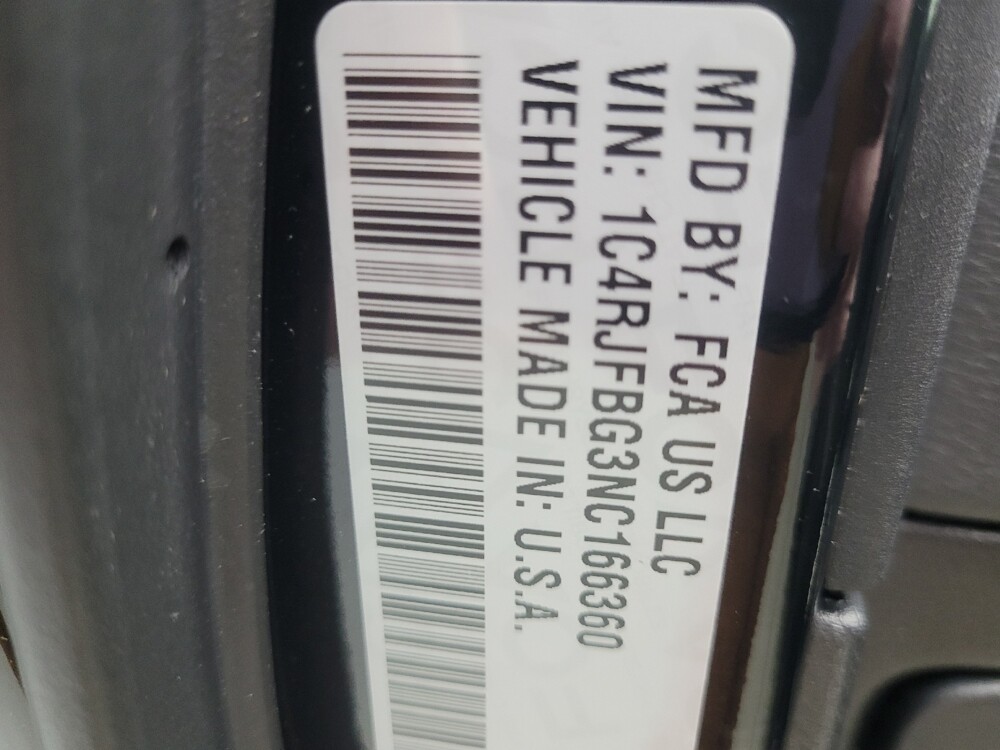 MFD BY: FCA US LLC
VIN: 1C4RJFBG3NC166360
VEHICLE MADE IN: U.S.A.